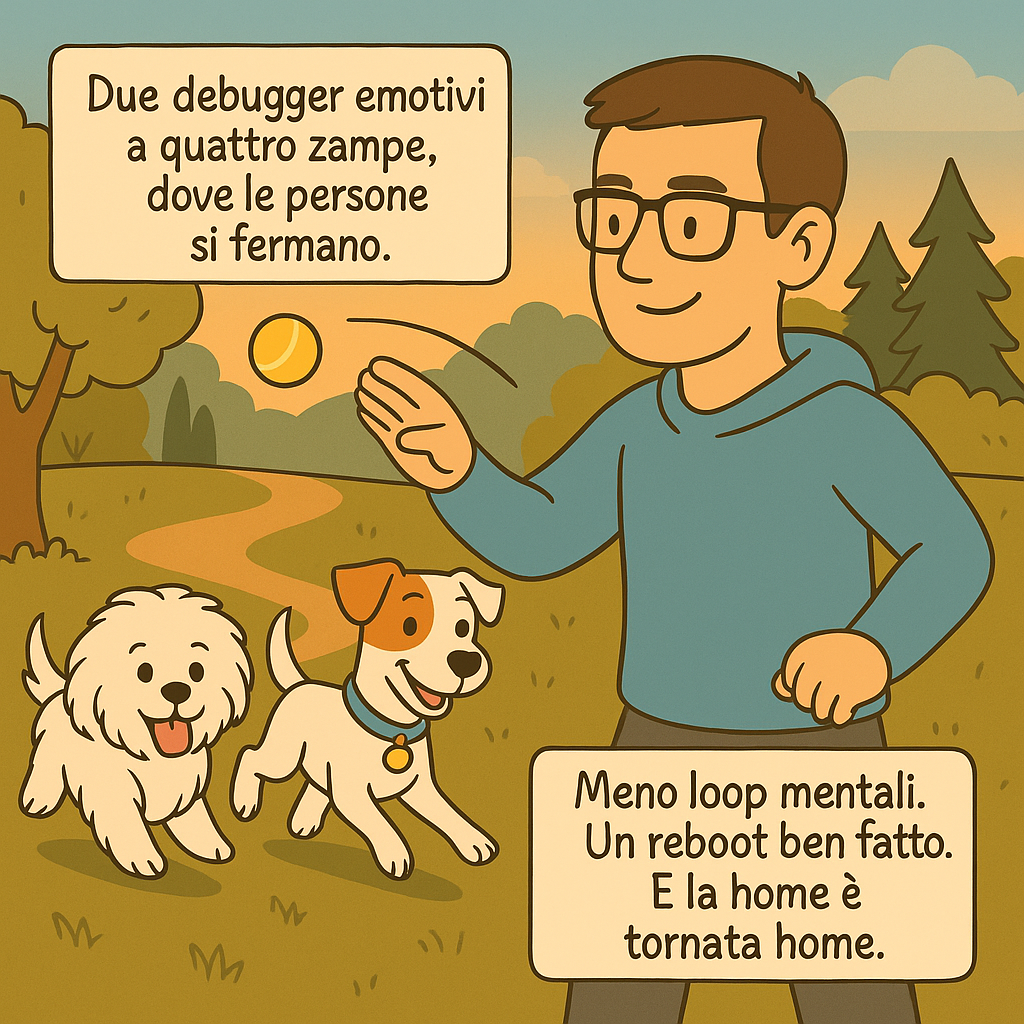 Due debugger emotivi
a quattro zampe,
dove le persone
si fermano.
Meno loop mentali.
Un reboot ben fatto.
E la home è
tornata home.